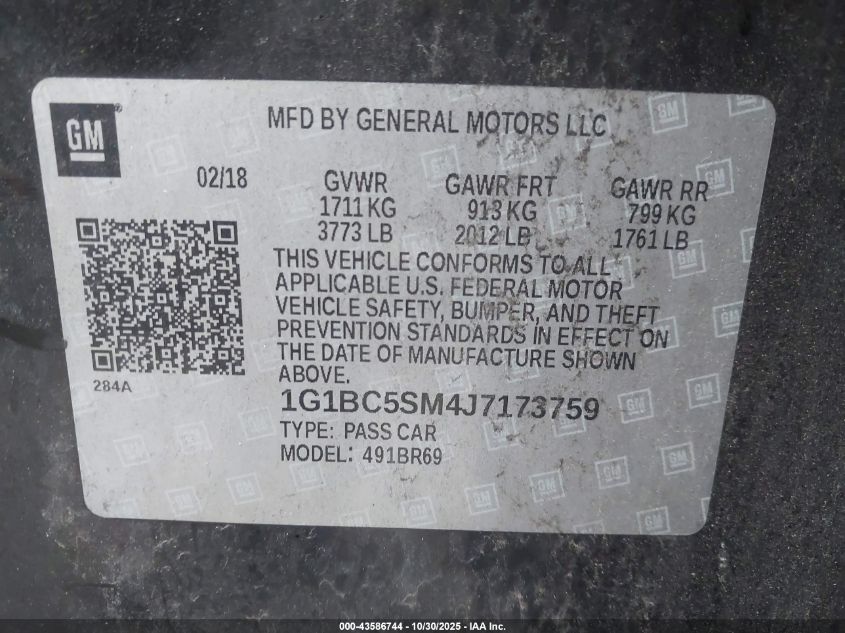 GM
MFD BY GENERAL MOTORS LLC
02/18
GVWR
1711 KG
3773 LB
GAWR FRT
913 KG
2012 LB
GAWR RR
799 KG
1761 LB
THIS VEHICLE CONFORMS TO ALL
APPLICABLE U.S. FEDERAL MOTOR
VEHICLE SAFETY, BUMPER, AND THEFT
PREVENTION STANDARDS IN EFFECT ON
THE DATE OF MANUFACTURE SHOWN
ABOVE.
284A
1G1BC5SM4J7173759
TYPE: PASS CAR
MODEL: 491BR69
000-43586744 - 10/30/2025 - IAA Inc.